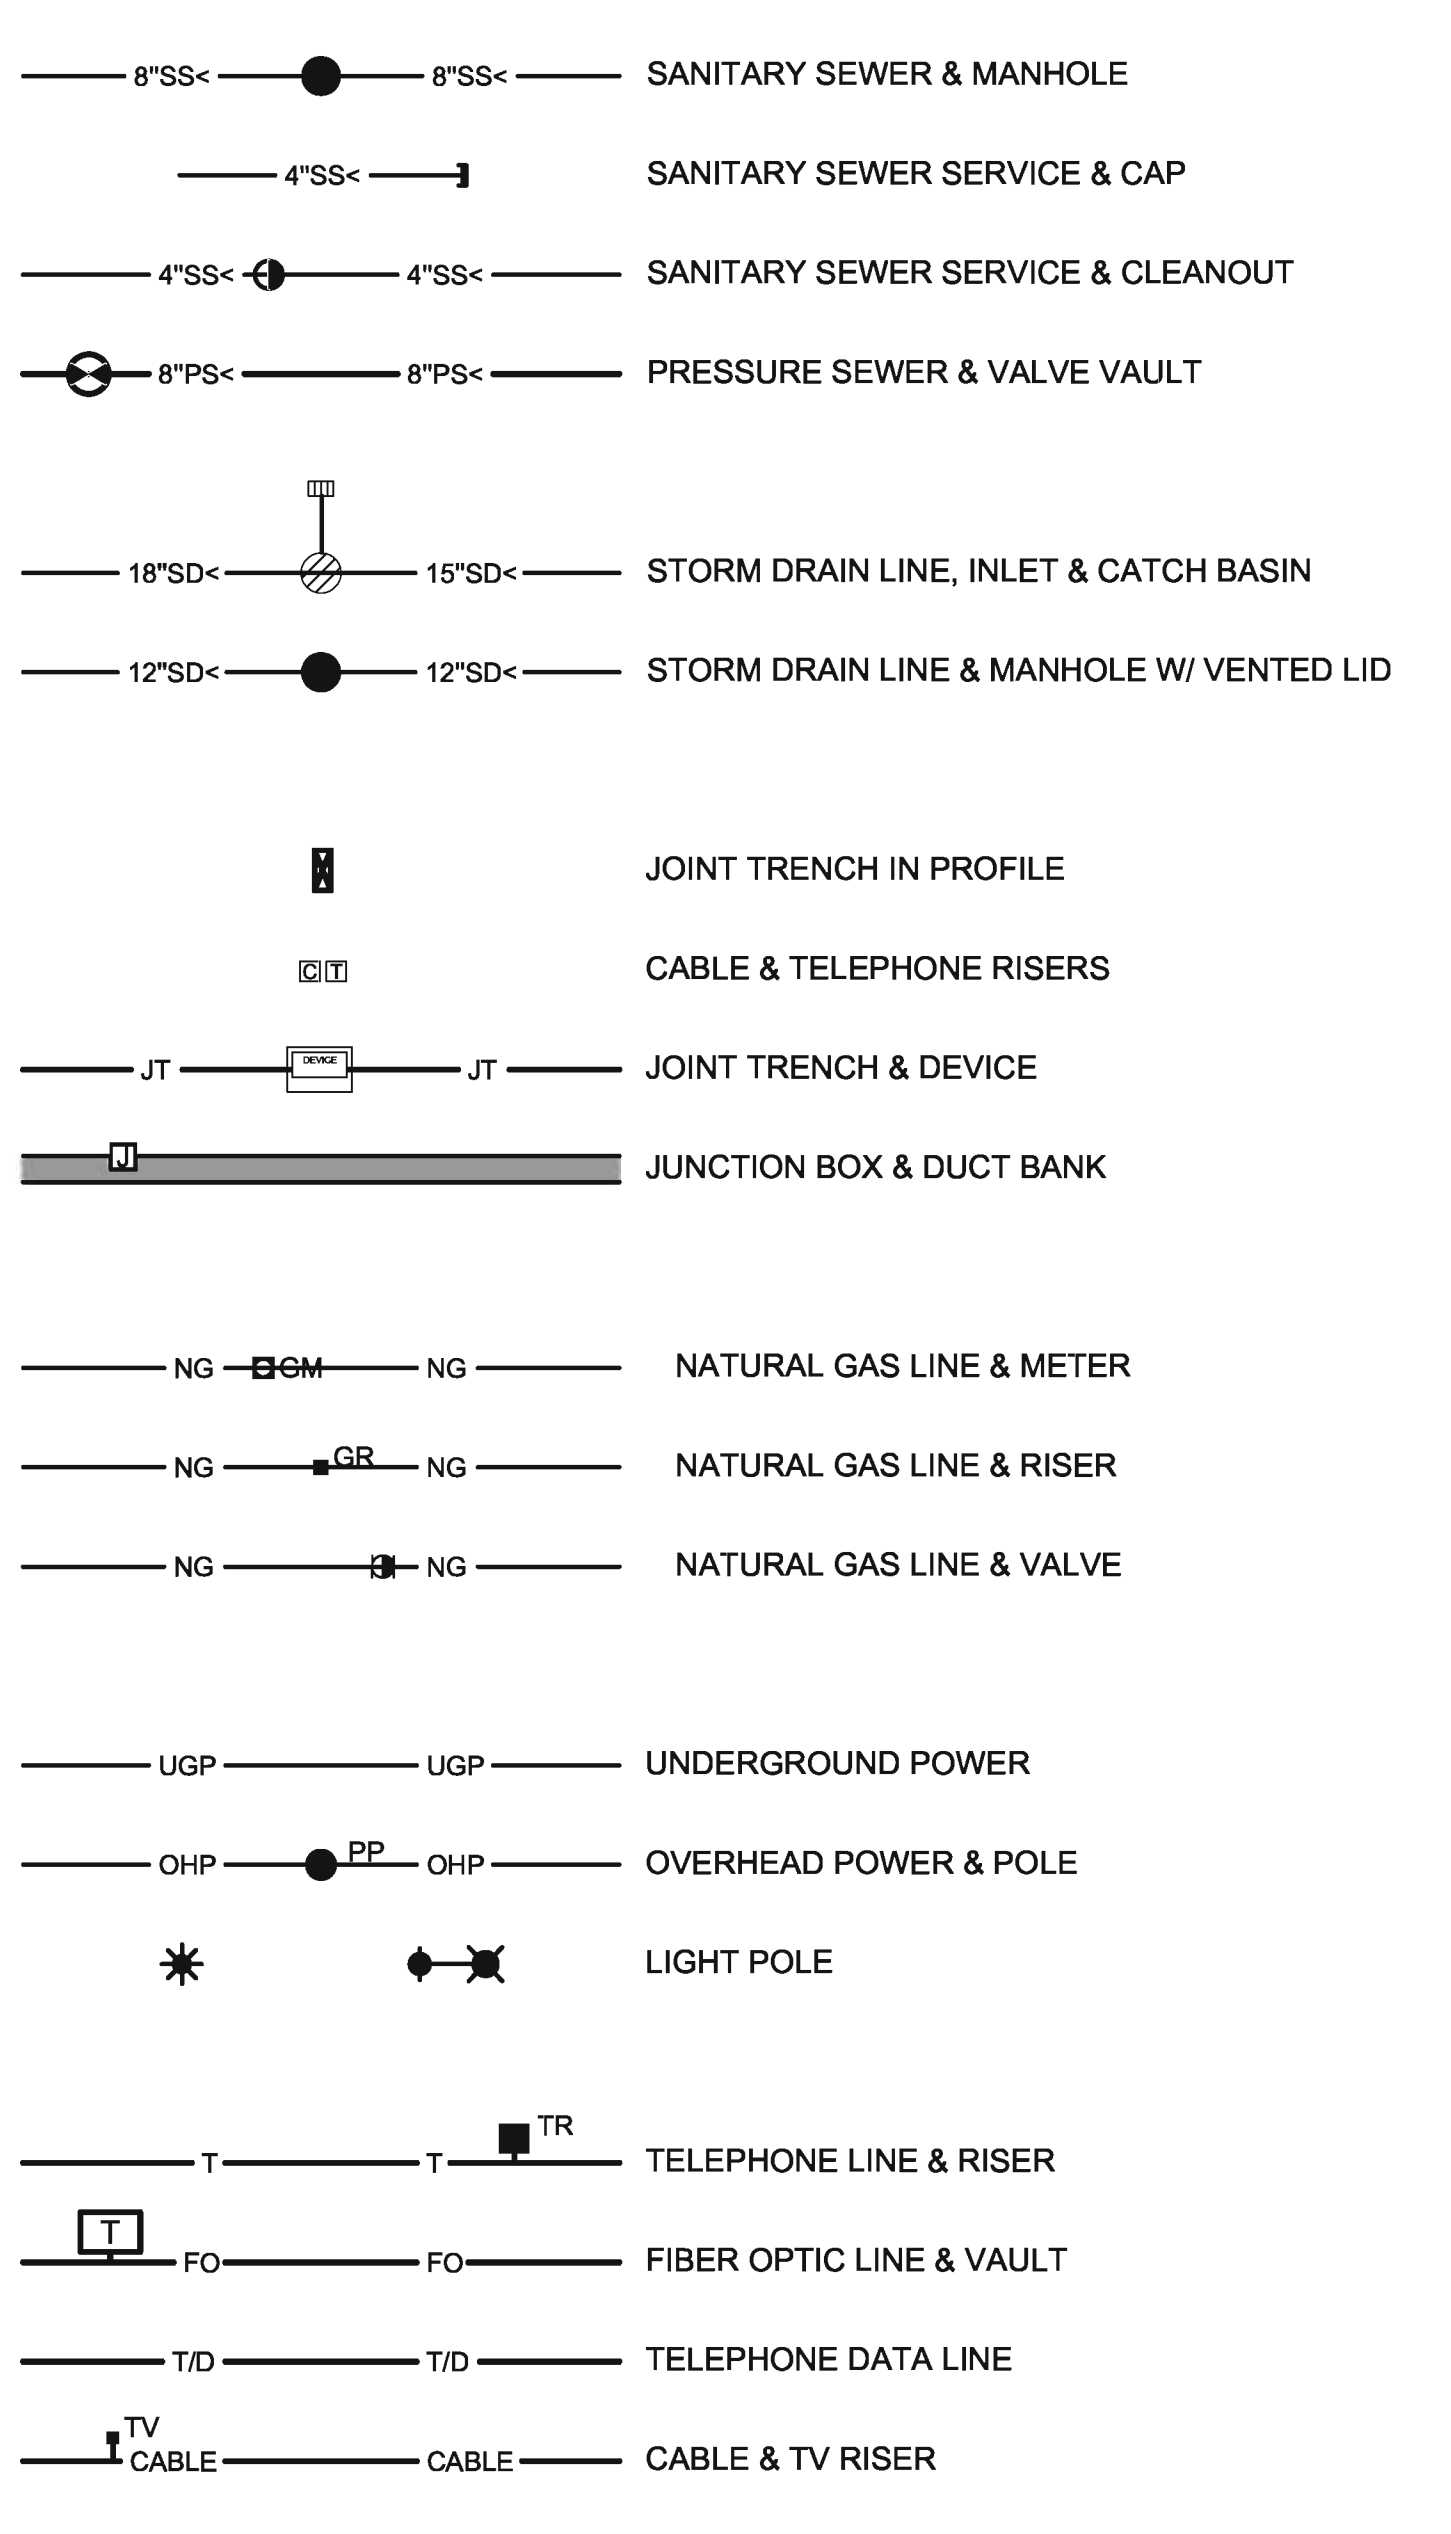 8"SS< 8"SS< SANITARY SEWER & MANHOLE
4"SS< SANITARY SEWER SERVICE & CAP
4"SS< 4"SS< SANITARY SEWER SERVICE & CLEANOUT
8"PS< 8"PS< PRESSURE SEWER & VALVE VAULT
18"SD< 15"SD< STORM DRAIN LINE, INLET & CATCH BASIN
12"SD< 12"SD< STORM DRAIN LINE & MANHOLE W/ VENTED LID
JOINT TRENCH IN PROFILE
C T CABLE & TELEPHONE RISERS
JT DEVICE JT JOINT TRENCH & DEVICE
J JUNCTION BOX & DUCT BANK
NG GM NG NATURAL GAS LINE & METER
NG GR NG NATURAL GAS LINE & RISER
NG NG NATURAL GAS LINE & VALVE
UGP UGP UNDERGROUND POWER
OHP PP OHP OVERHEAD POWER & POLE
LIGHT POLE
T T TR TELEPHONE LINE & RISER
T FO FO FIBER OPTIC LINE & VAULT
T/D T/D TELEPHONE DATA LINE
TV CABLE CABLE CABLE & TV RISER